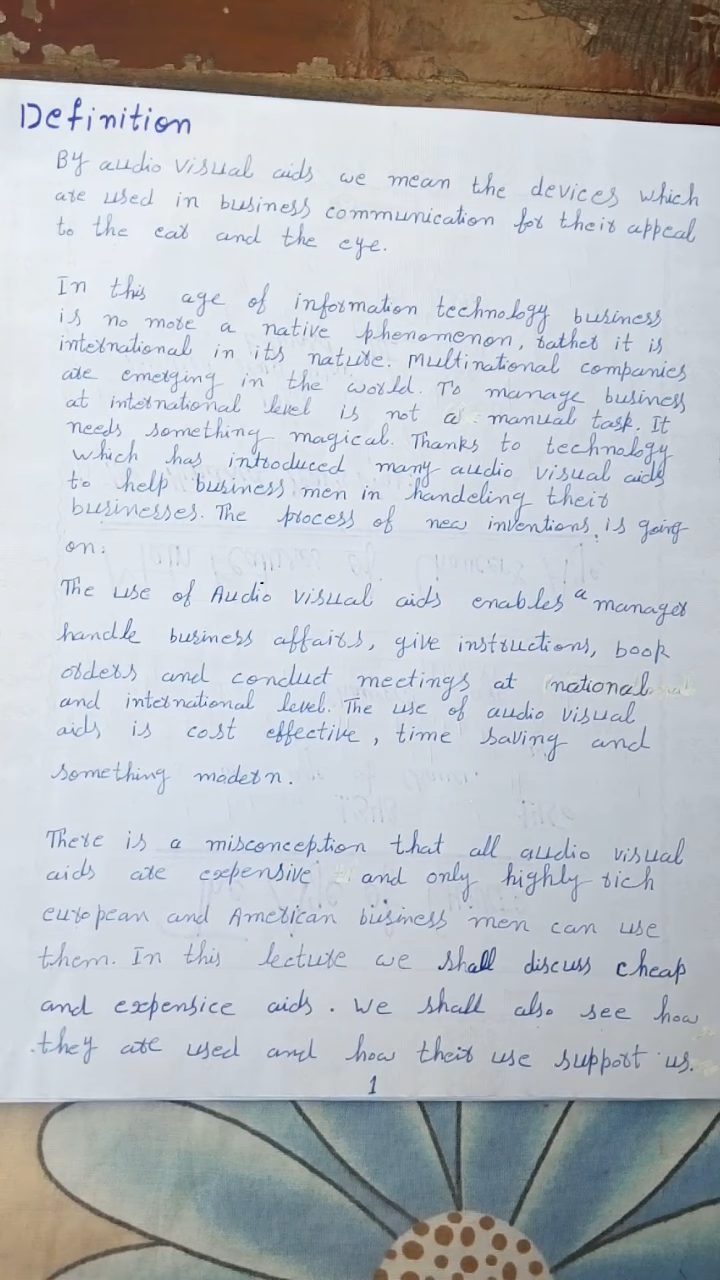 Definition
By audio visual aids we mean the devices which
are used in business communication for their appeal
to the ear and the eye.
In this age of information technology business
is no more a native phenomenon, rather it is
international in its nature. Multinational companies
are emerging in the world. To manage business
at international level is not a manual task. It
needs something magical. Thanks to technology
which has introduced many audio visual aids
to help business men in handeling their
businesses. The process of new inventions is going
on.
The use of Audio visual aids enables a manager
handle business affairs, give instructions, book
orders and conduct meetings at national
and international level. The use of audio visual
aids is cost effective, time saving and
something madern.
There is a misconception that all audio visual
aids are expensive and only highly rich
european and American business men can use
them. In this lecture we shall discuss cheap
and expensice aids. We shall also see how
they are used and how their use support us.
1